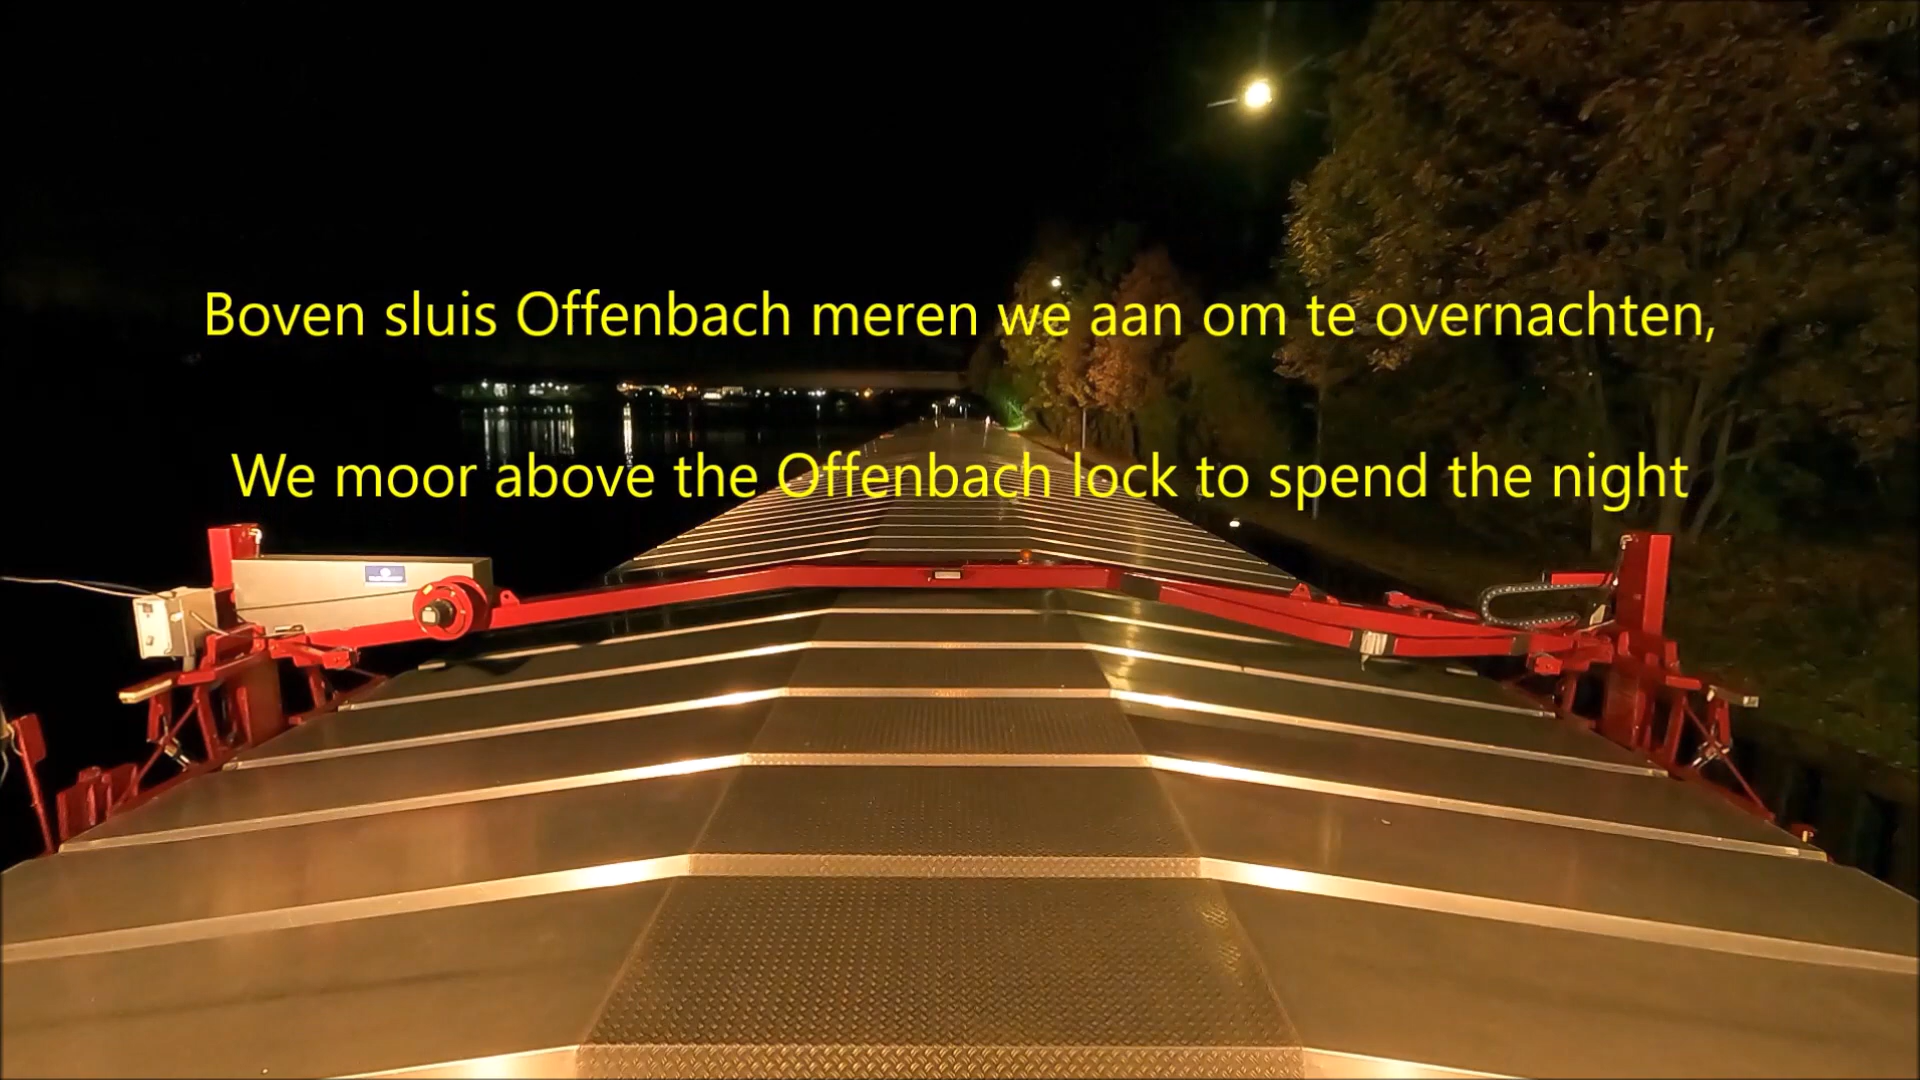 Boven sluis Offenbach meren we aan om te overnachten,
We moor above the Offenbach lock to spend the night